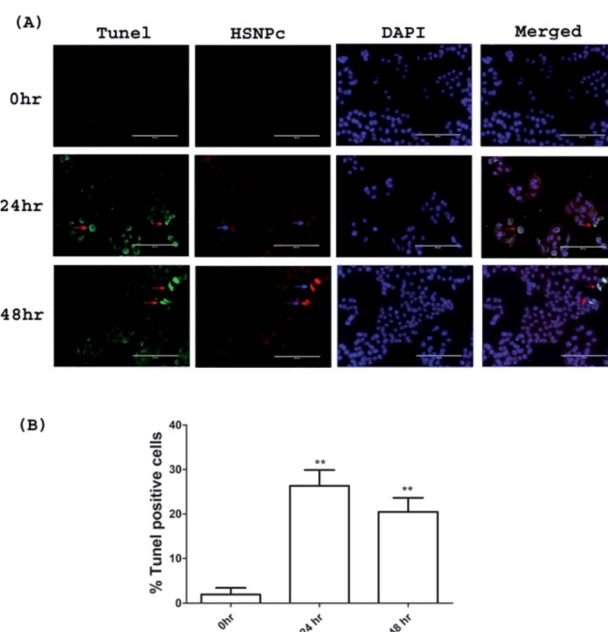 (A)
Tunel HSNPc DAPI Merged
0hr
24hr
48hr
(B)
% Tunel positive cells
40
30
20
10
0
**
**
0hr 24 hr 48 hr